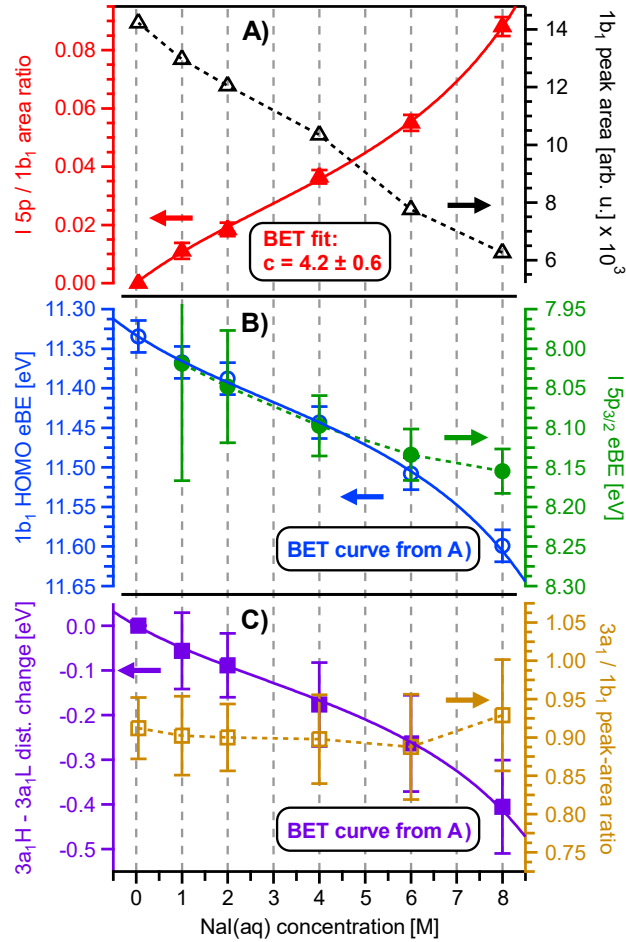 A)
I 5p / 1b₁ area ratio
0.08
0.06
0.04
0.02
0.00
1b₁ peak area [arb. u.] x 10³
14
12
10
8
6
BET fit:
c = 4.2 ± 0.6
B)
1b₁ HOMO eBE [eV]
11.30
11.35
11.40
11.45
11.50
11.55
11.60
11.65
I 5p₃/₂ eBE [eV]
7.95
8.00
8.05
8.10
8.15
8.20
8.25
8.30
BET curve from A)
C)
3a₁H - 3a₁L dist. change [eV]
0.0
-0.1
-0.2
-0.3
-0.4
-0.5
3a₁ / 1b₁ peak-area ratio
1.05
1.00
0.95
0.90
0.85
0.80
0.75
BET curve from A)
0 1 2 3 4 5 6 7 8
NaI(aq) concentration [M]